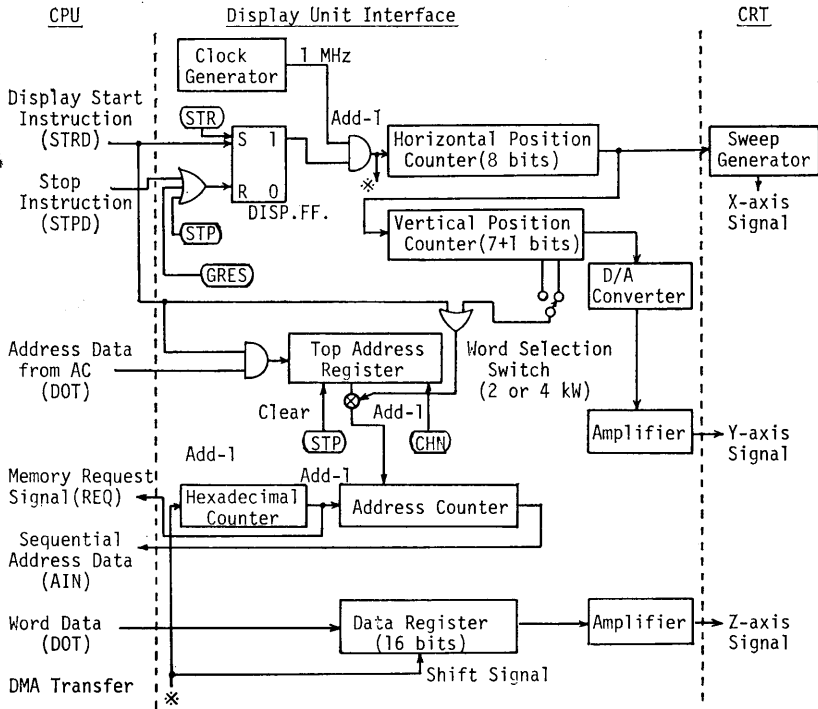 CPU
Display Unit Interface
CRT
Clock
Generator
1 MHz
Display Start
Instruction
(STRD)
STR
Add-1
S 1
R 0
DISP.FF.
Horizontal Position
Counter(8 bits)
Sweep
Generator
※
X-axis
Signal
Stop
Instruction
(STPD)
STP
GRES
Vertical Position
Counter(7+1 bits)
D/A
Converter
Address Data
from AC
(DOT)
Top Address
Register
Word Selection
Switch
(2 or 4 kW)
Clear
Add-1
STP
CHN
Amplifier
Y-axis
Signal
Add-1
Memory Request
Signal(REQ)
Add-1
Hexadecimal
Counter
Address Counter
Sequential
Address Data
(AIN)
Word Data
(DOT)
Data Register
(16 bits)
Amplifier
Z-axis
Signal
Shift Signal
DMA Transfer
※